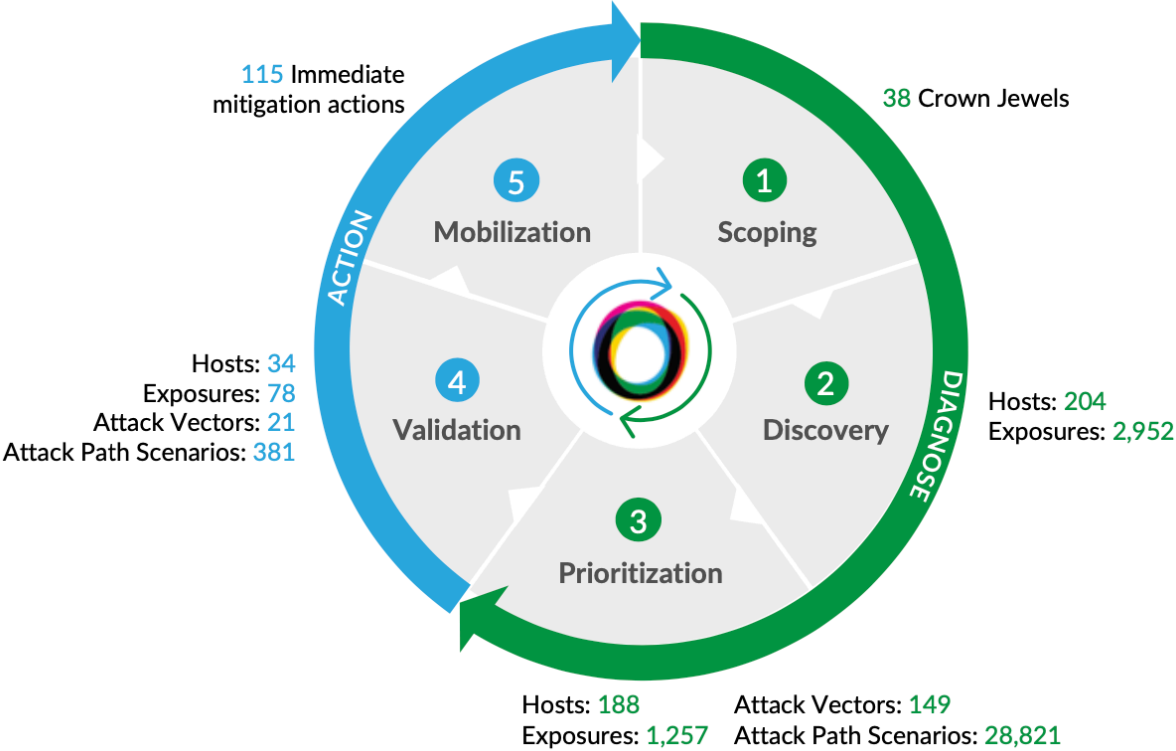 115 Immediate
mitigation actions
38 Crown Jewels
5
Mobilization
1
Scoping
ACTION
Hosts: 34
Exposures: 78
Attack Vectors: 21
Attack Path Scenarios: 381
4
Validation
2
Discovery
DIAGNOSE
Hosts: 204
Exposures: 2,952
3
Prioritization
Hosts: 188
Exposures: 1,257
Attack Vectors: 149
Attack Path Scenarios: 28,821